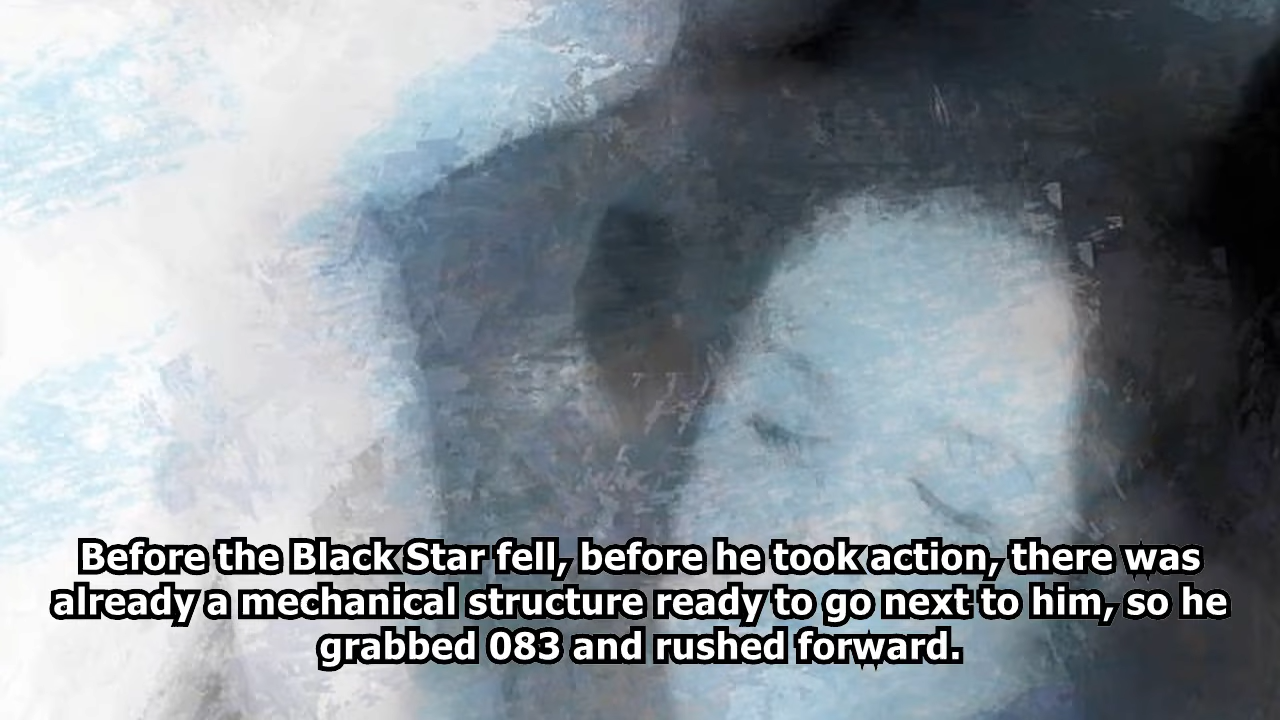 Before the Black Star fell, before he took action, there was
already a mechanical structure ready to go next to him, so he
grabbed 083 and rushed forward.